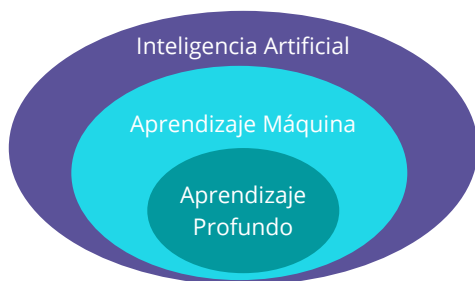 Inteligencia Artificial
Aprendizaje Máquina
Aprendizaje
Profundo